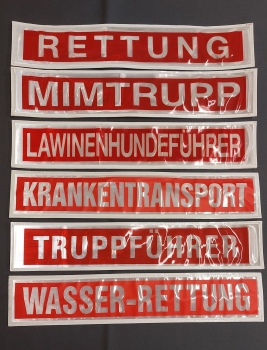 RETTUNG
MIMTRUPP
LAWINENHUNDEFÜHRER
KRANKENTRANSPORT
TRUPPFÜHRER
WASSER-RETTUNG